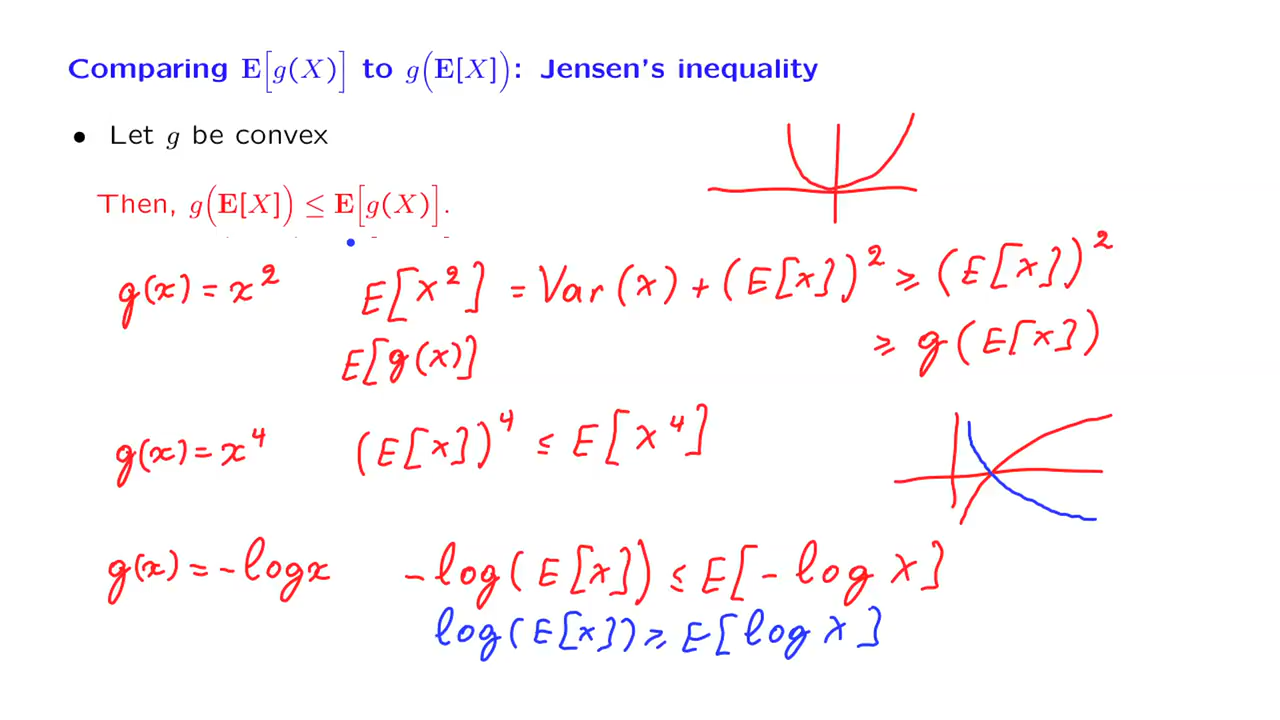 Comparing E[g(X)] to g(E[X]): Jensen's inequality
• Let g be convex
Then, g(E[X]) ≤ E[g(X)].
g(x) = x² E[X²] = Var(X) + (E[X])² ≥ (E[X])²
E[g(X)] ≥ g(E[X])
g(x) = x⁴ (E[X])⁴ ≤ E[X⁴]
g(x) = -log x -log(E[X]) ≤ E[-log X]
log(E[X]) ≥ E[log X]